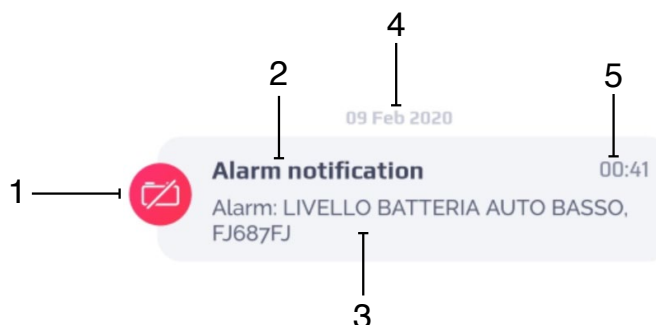 4
2
5
09 Feb 2020
Alarm notification 00:41
1
Alarm: LIVELLO BATTERIA AUTO BASSO,
FJ687FJ
3